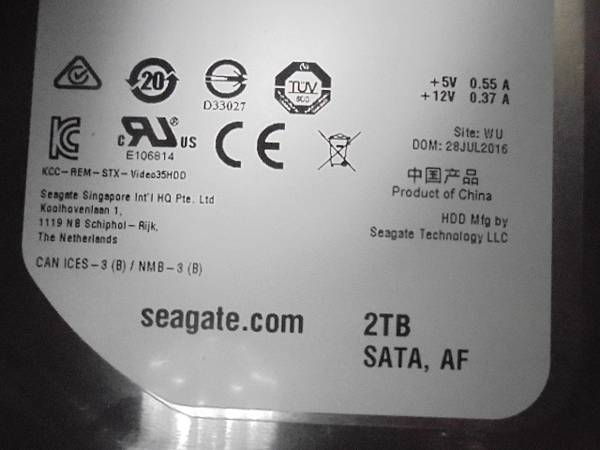 20
D33027
TÜV
+5V 0.55 A
+12V 0.37 A
c RU® US
E106814
CE
Site: WU
DOM: 28JUL2016
KCC-REM-STX-Video35HDD
中国产品
Product of China
Seagate Singapore Int'l HQ Pte. Ltd
Koolhovenlaan 1,
1119 NB Schiphol-Rijk,
The Netherlands
HDD Mfg by
Seagate Technology LLC
CAN ICES-3 (B) / NMB-3 (B)
seagate.com
2TB
SATA, AF